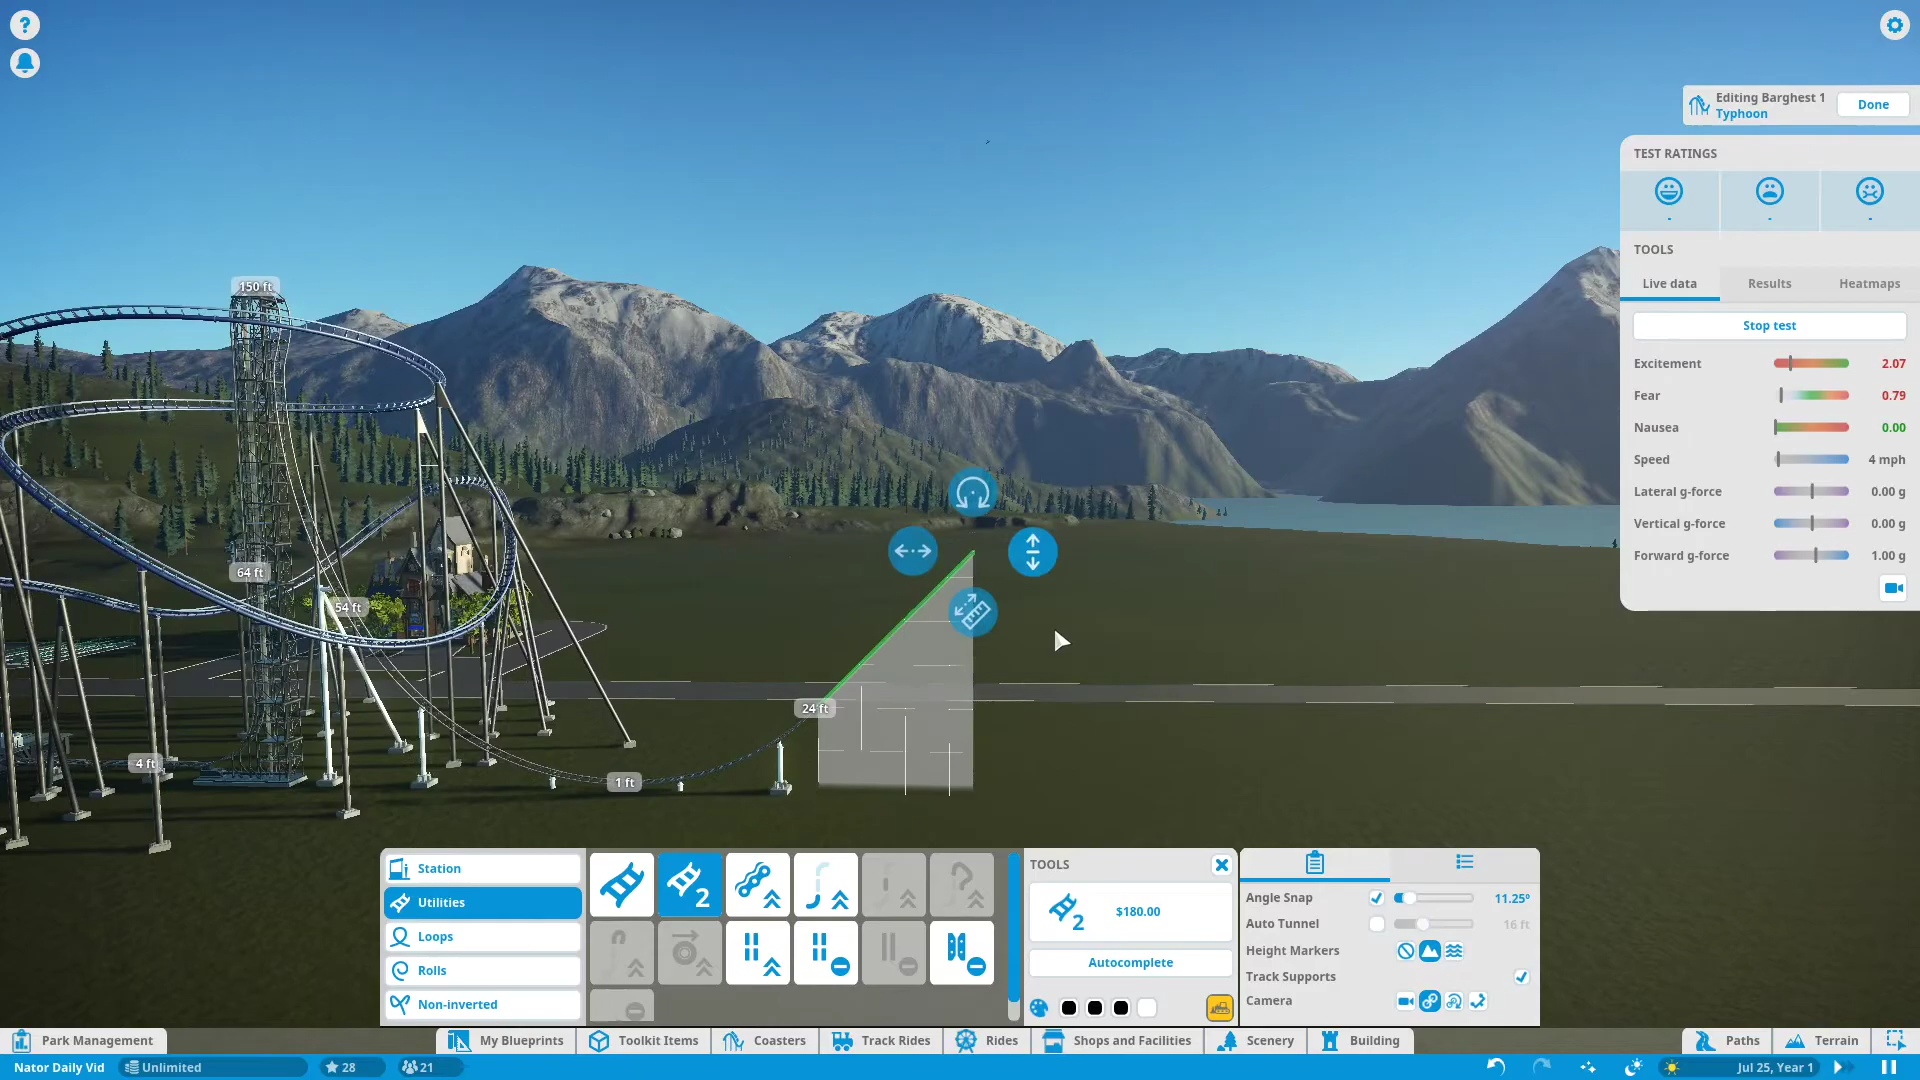 ?
Editing Barghest 1
Typhoon
Done
TEST RATINGS
-
-
-
TOOLS
Live data
Results
Heatmaps
Stop test
Excitement 2.07
Fear 0.79
Nausea 0.00
Speed 4 mph
Lateral g-force 0.00 g
Vertical g-force 0.00 g
Forward g-force 1.00 g
150 ft
64 ft
54 ft
24 ft
4 ft
1 ft
Station
Utilities
Loops
Rolls
Non-inverted
2
TOOLS
2
$180.00
Autocomplete
Angle Snap 11.25°
Auto Tunnel 16 ft
Height Markers
Track Supports
Camera
Park Management
My Blueprints
Toolkit Items
Coasters
Track Rides
Rides
Shops and Facilities
Scenery
Building
Paths
Terrain
Nator Daily Vid
Unlimited
28
21
Jul 25, Year 1